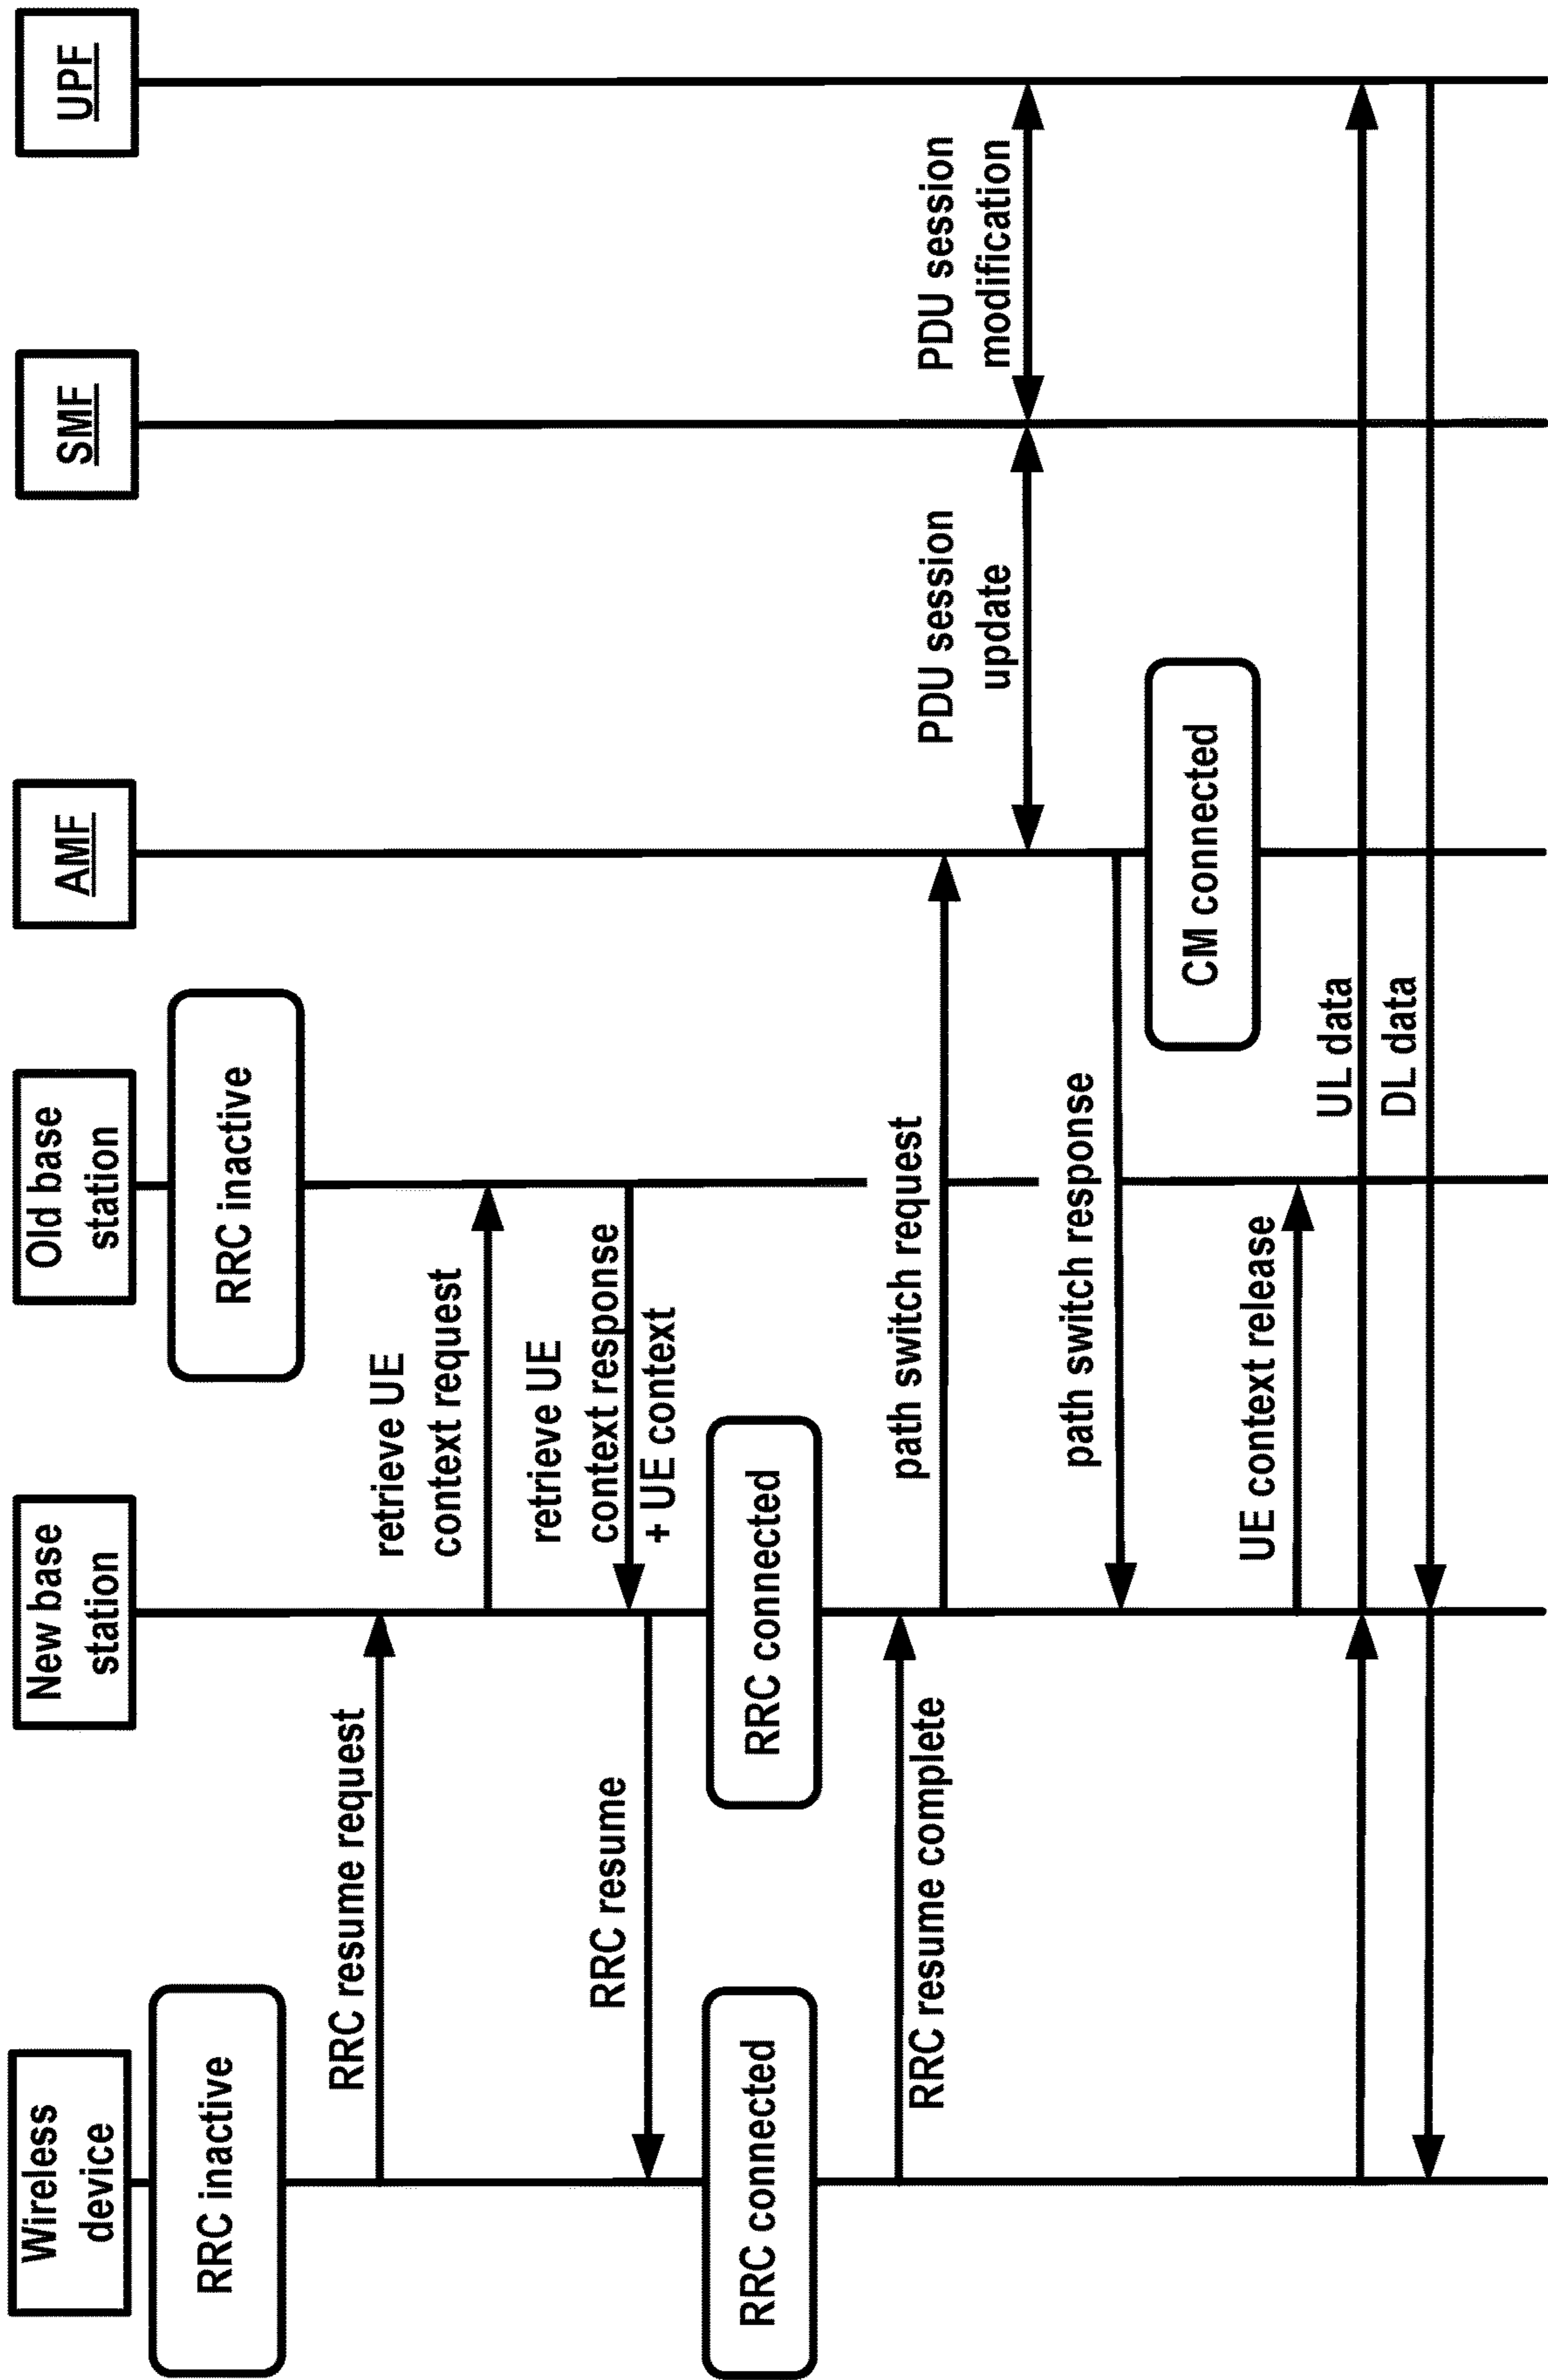 Wireless
device
New base
station
Old base
station
AMF
SMF
UPF
RRC inactive
RRC inactive
RRC resume request
retrieve UE
context request
retrieve UE
context response
+ UE context
RRC resume
RRC connected
RRC connected
RRC resume complete
path switch request
PDU session
update
PDU session
modification
path switch response
CM connected
UE context release
UL data
DL data